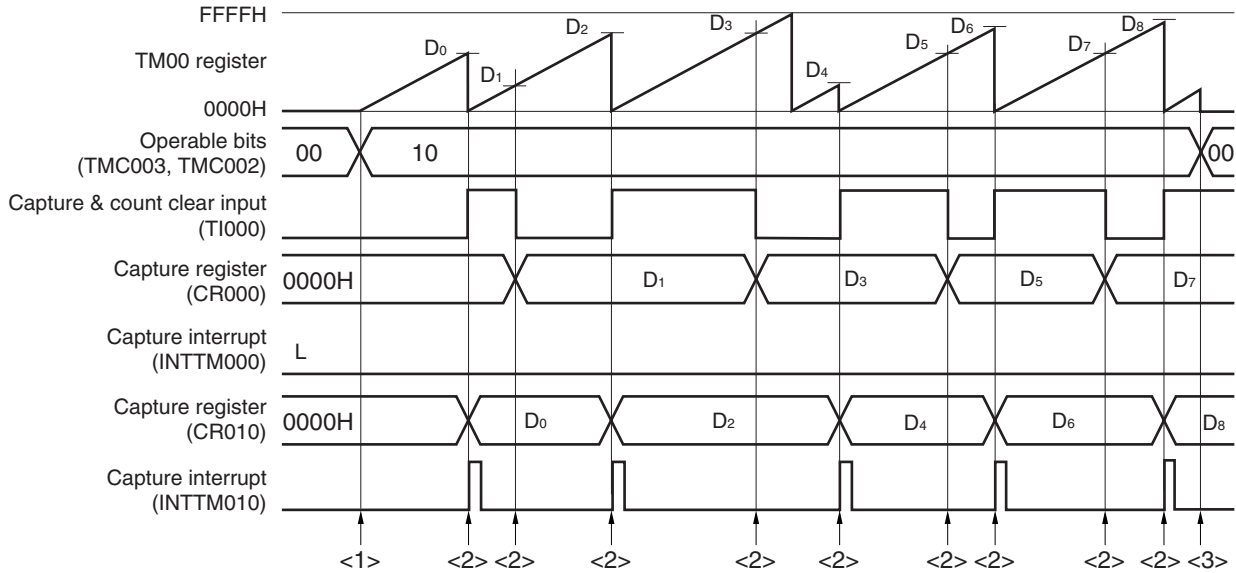 FFFFH
TM00 register
0000H
D0 D1 D2 D3 D4 D5 D6 D7 D8
Operable bits
(TMC003, TMC002)
00 10 00
Capture & count clear input
(TI000)
Capture register
(CR000)
0000H D1 D3 D5 D7
Capture interrupt
(INTTM000)
L
Capture register
(CR010)
0000H D0 D2 D4 D6 D8
Capture interrupt
(INTTM010)
<1> <2> <2> <2> <2> <2> <2> <2> <2> <2> <3>